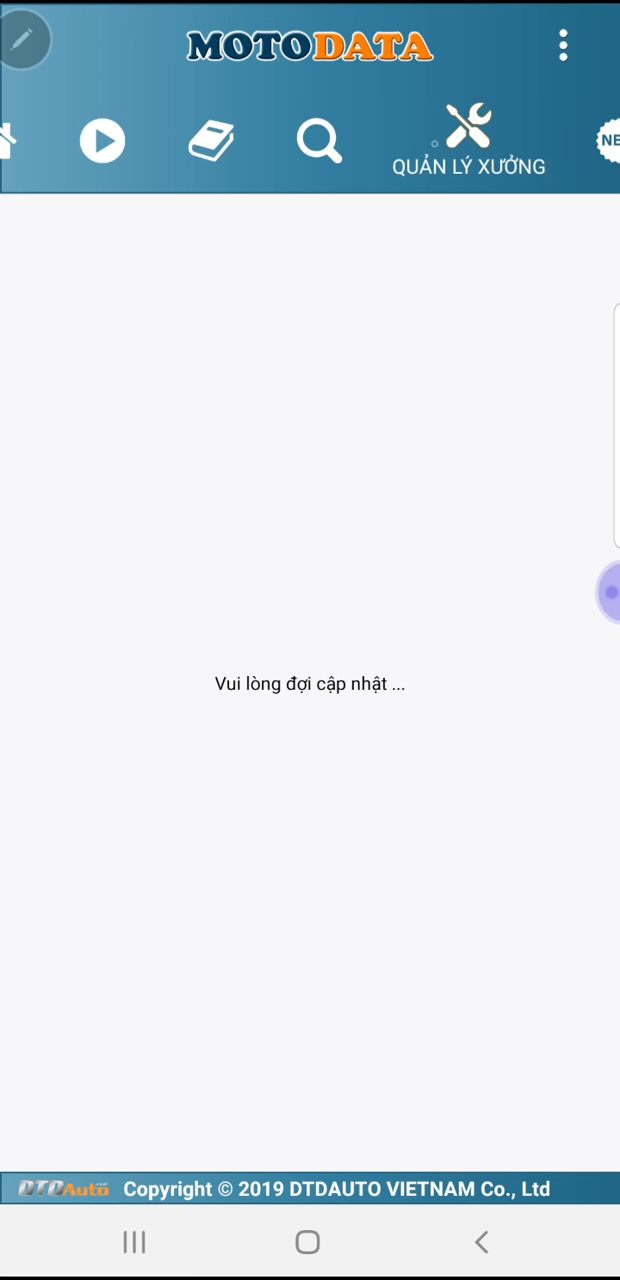 MOTODATA
QUẢN LÝ XƯỞNG
Vui lòng đợi cập nhật ...
DTDAuto Copyright © 2019 DTDAUTO VIETNAM Co., Ltd